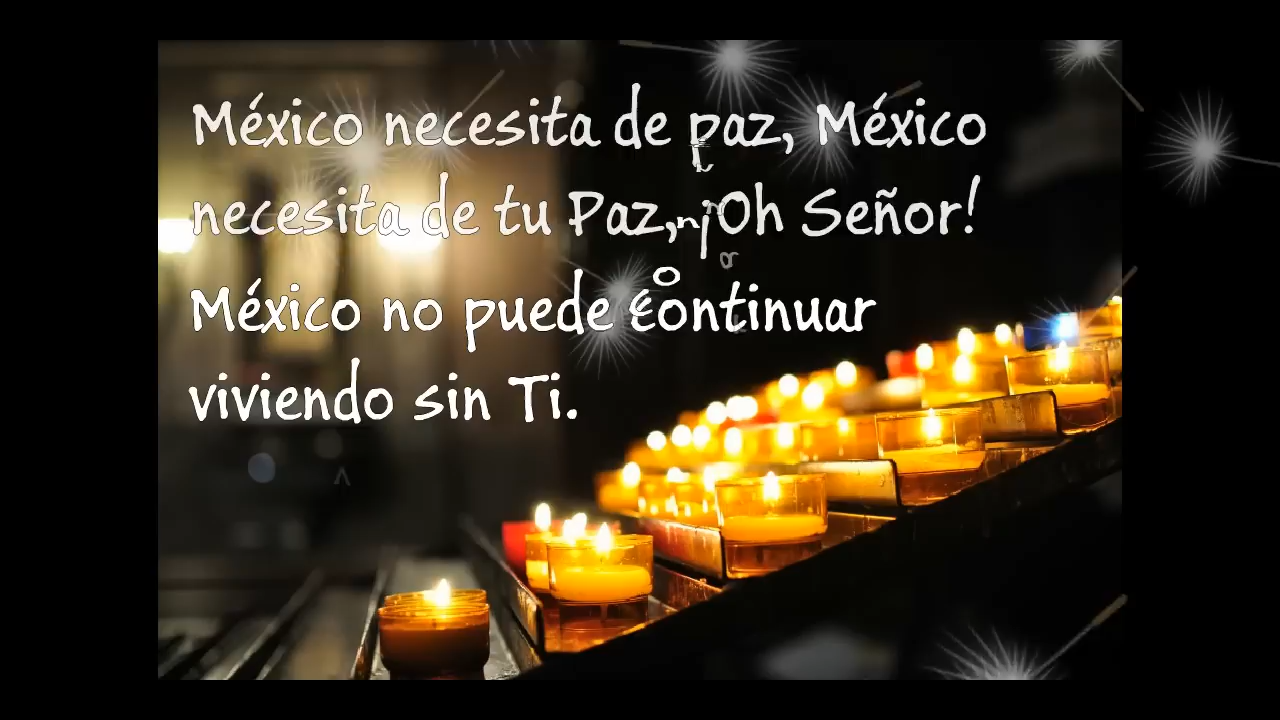 México necesita de paz, México
necesita de tu Paz, ¡Oh Señor!
México no puede continuar
viviendo sin Ti.